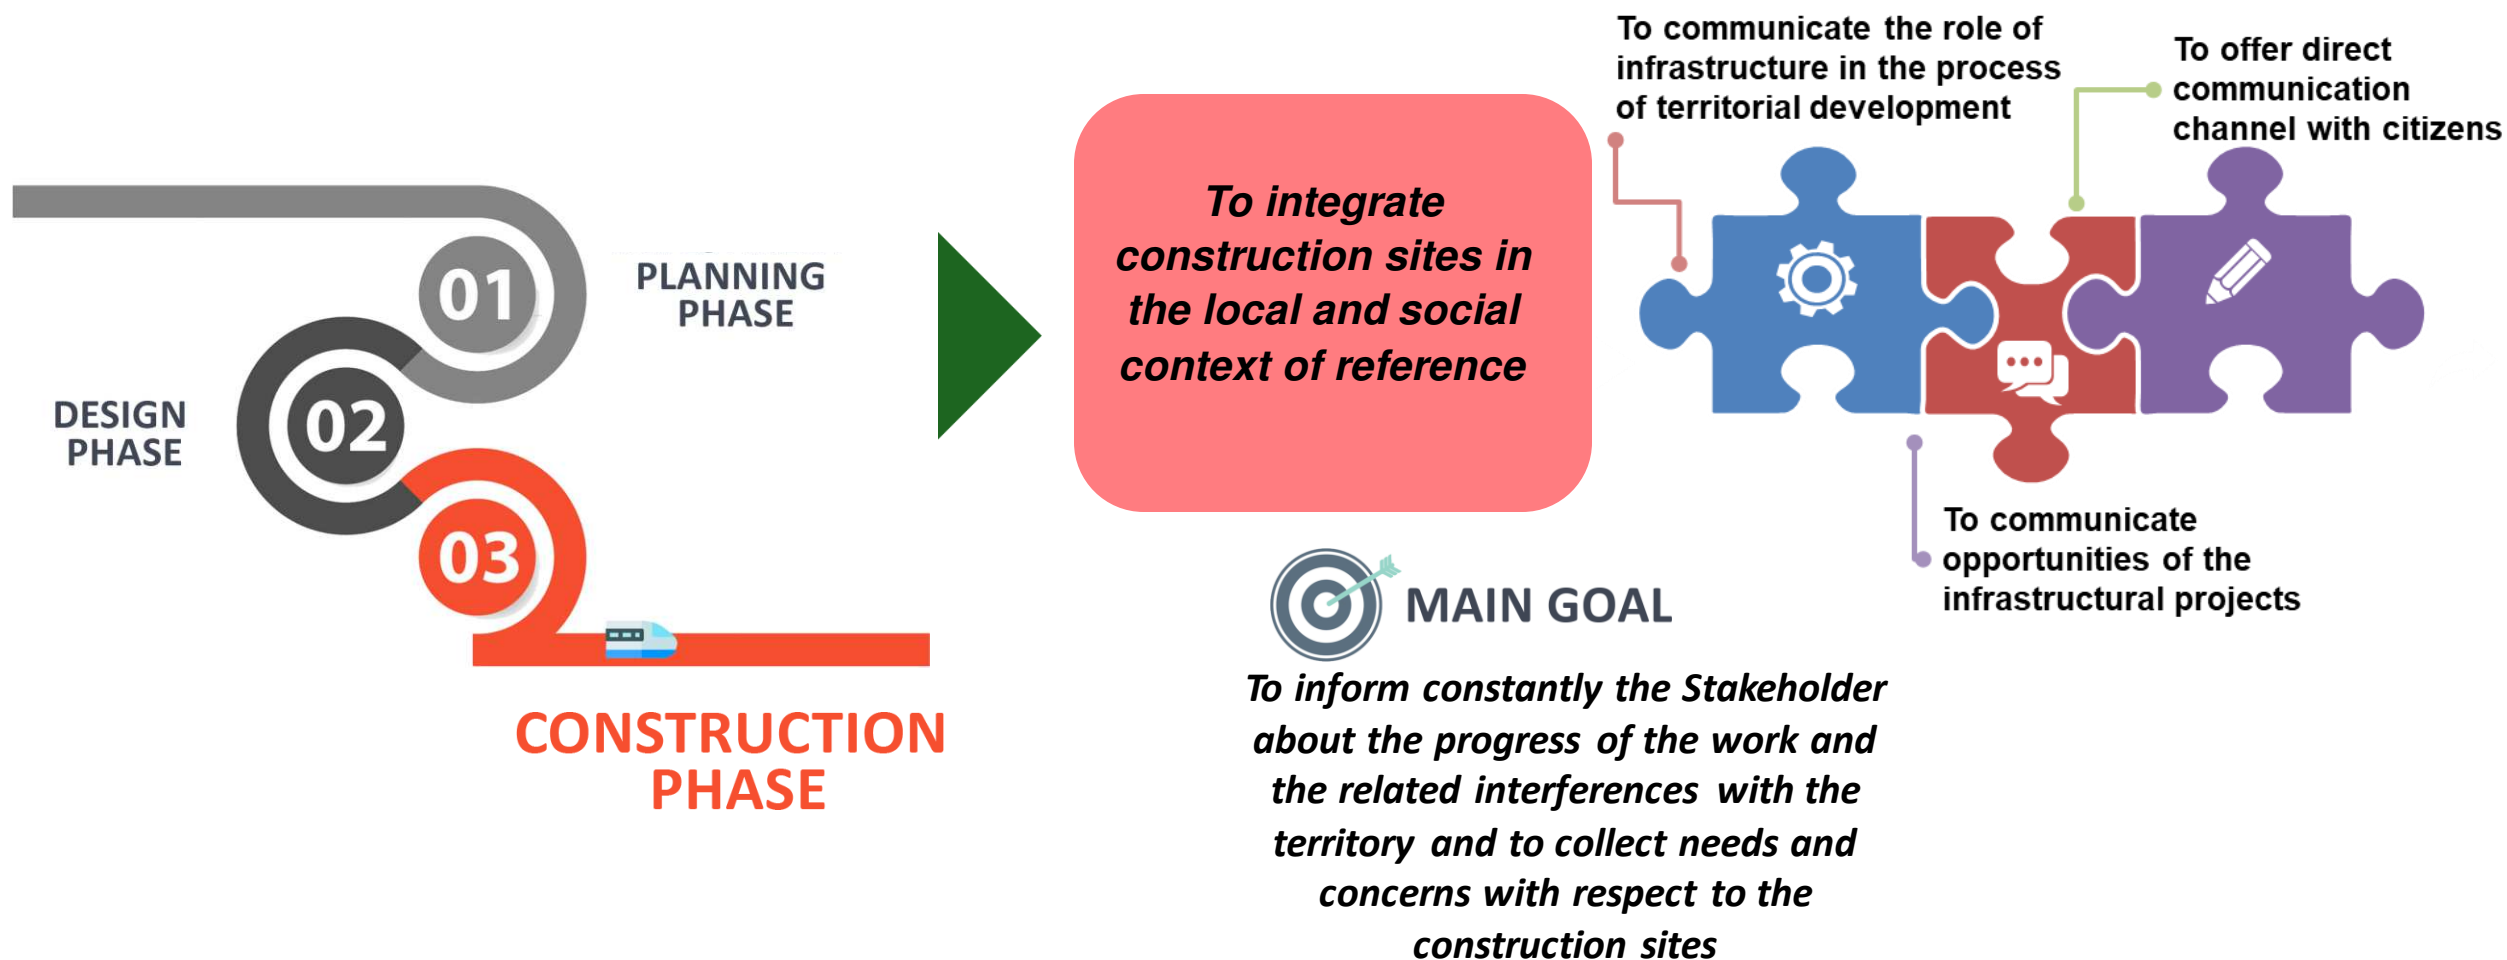 01
PLANNING
PHASE
DESIGN
PHASE
02
03
CONSTRUCTION
PHASE
To integrate
construction sites in
the local and social
context of reference
To communicate the role of
infrastructure in the process
of territorial development
To offer direct
communication
channel with citizens
To communicate
opportunities of the
infrastructural projects
MAIN GOAL
To inform constantly the Stakeholder
about the progress of the work and
the related interferences with the
territory and to collect needs and
concerns with respect to the
construction sites